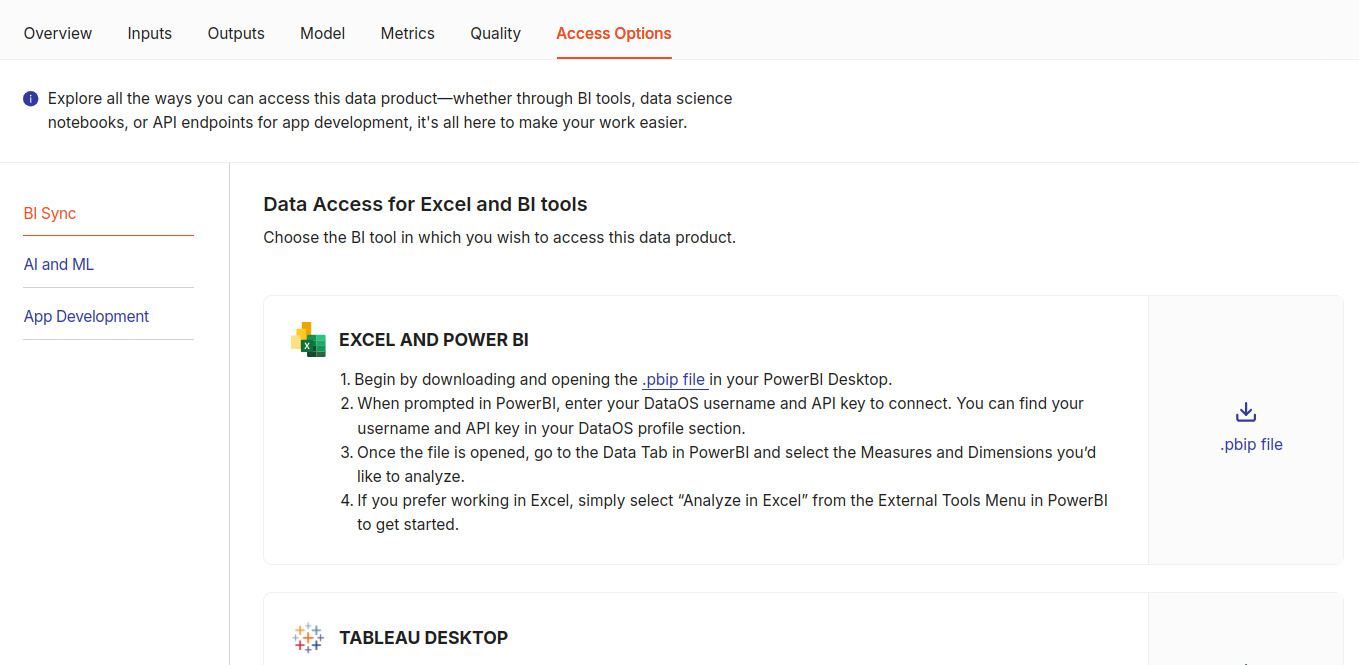 Overview Inputs Outputs Model Metrics Quality Access Options
Explore all the ways you can access this data product—whether through BI tools, data science
notebooks, or API endpoints for app development, it's all here to make your work easier.
BI Sync
AI and ML
App Development
Data Access for Excel and BI tools
Choose the BI tool in which you wish to access this data product.
EXCEL AND POWER BI
1. Begin by downloading and opening the .pbip file in your PowerBI Desktop.
2. When prompted in PowerBI, enter your DataOS username and API key to connect. You can find your
username and API key in your DataOS profile section.
3. Once the file is opened, go to the Data Tab in PowerBI and select the Measures and Dimensions you’d
like to analyze.
4. If you prefer working in Excel, simply select “Analyze in Excel” from the External Tools Menu in PowerBI
to get started.
.pbip file
TABLEAU DESKTOP